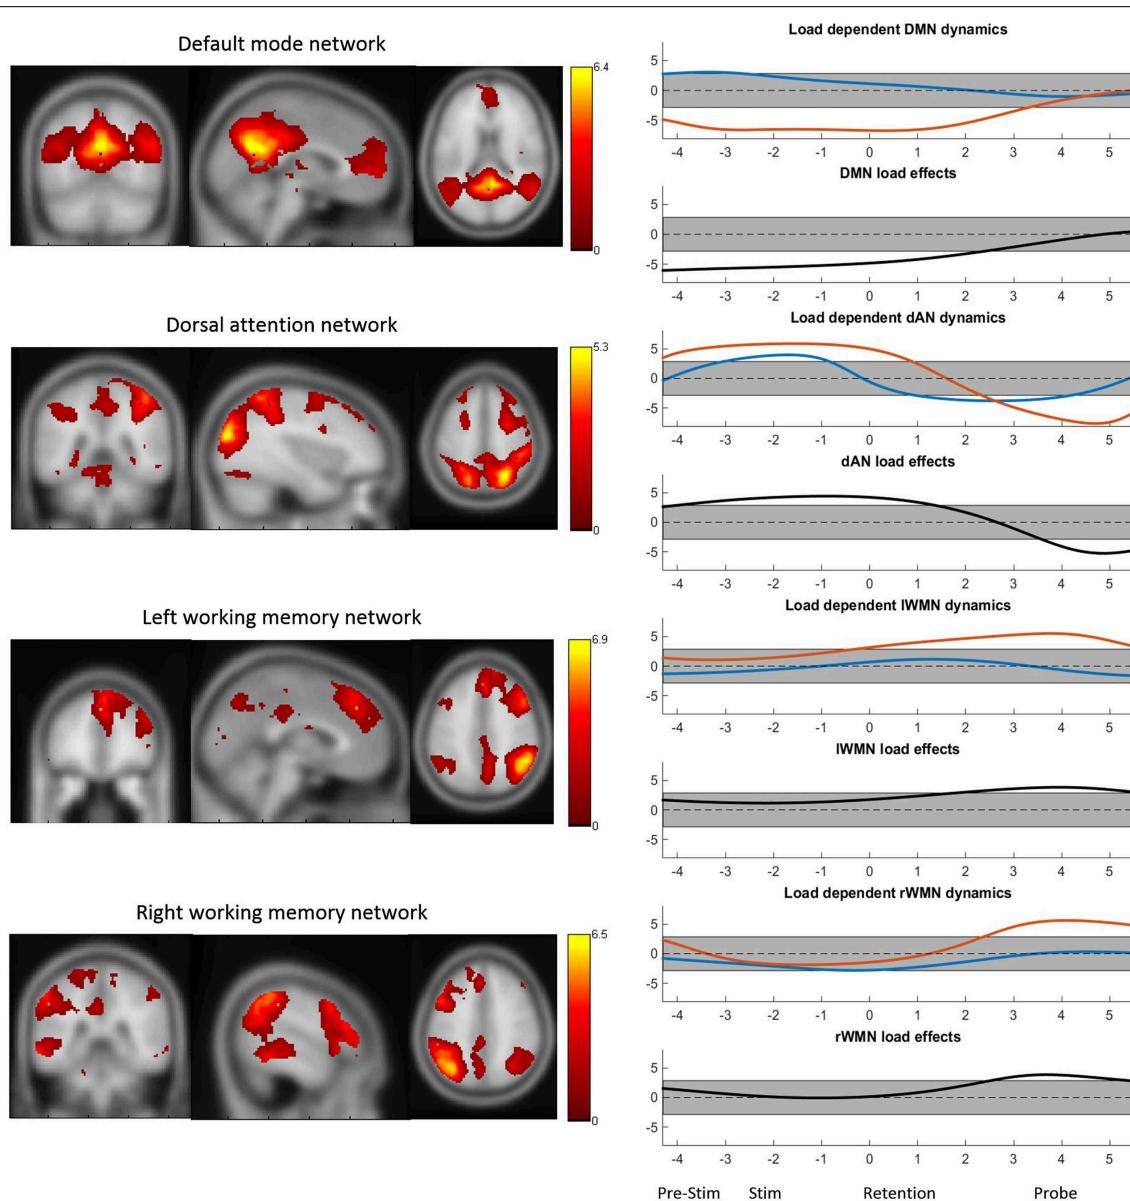 Default mode network
6.4
0
Load dependent DMN dynamics
5
0
-5
-4 -3 -2 -1 0 1 2 3 4 5
DMN load effects
5
0
-5
-4 -3 -2 -1 0 1 2 3 4 5
Dorsal attention network
5.3
0
Load dependent dAN dynamics
5
0
-5
-4 -3 -2 -1 0 1 2 3 4 5
dAN load effects
5
0
-5
-4 -3 -2 -1 0 1 2 3 4 5
Left working memory network
6.9
0
Load dependent lWMN dynamics
5
0
-5
-4 -3 -2 -1 0 1 2 3 4 5
lWMN load effects
5
0
-5
-4 -3 -2 -1 0 1 2 3 4 5
Right working memory network
6.5
0
Load dependent rWMN dynamics
5
0
-5
-4 -3 -2 -1 0 1 2 3 4 5
rWMN load effects
5
0
-5
-4 -3 -2 -1 0 1 2 3 4 5
Pre-Stim Stim Retention Probe